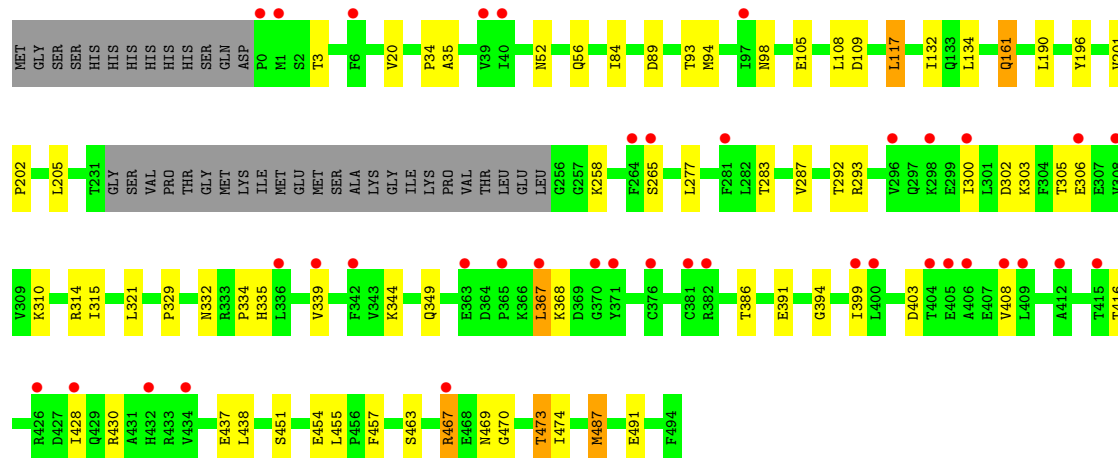 MET GLY SER SER HIS HIS HIS HIS HIS HIS SER GLN ASP P0 M1 S2 T3 F6 V20 P34 A35 V39 I40 N52 Q56 I84 D89 T93 M94 I97 N98 E105 L108 D109 L117 I132 Q133 L134 Q161 L190 Y196 V201
P202 L205 T231 GLY SER VAL PRO THR GLY MET LYS ILE MET GLU MET SER ALA LYS GLY ILE LYS PRO VAL THR LEU GLU LEU G256 G257 K258 F264 S265 L277 F281 L282 T283 V287 T292 R293 V296 Q297 K298 E299 I300 L301 D302 K303 F304 T305 E306 E307 V308
V309 K310 R314 I315 L321 P329 N332 R333 P334 H335 L336 V339 F342 V343 K344 Q349 E363 D364 P365 K366 L367 K368 D369 G370 Y371 C376 C381 R382 T386 E391 G394 I399 L400 D403 T404 E405 A406 E407 V408 L409 A412 T415 T416
R426 D427 I428 Q429 R430 A431 H432 R433 V434 E437 L438 S451 E454 L455 P456 F457 S463 R467 E468 N469 G470 T473 I474 M487 E491 F494